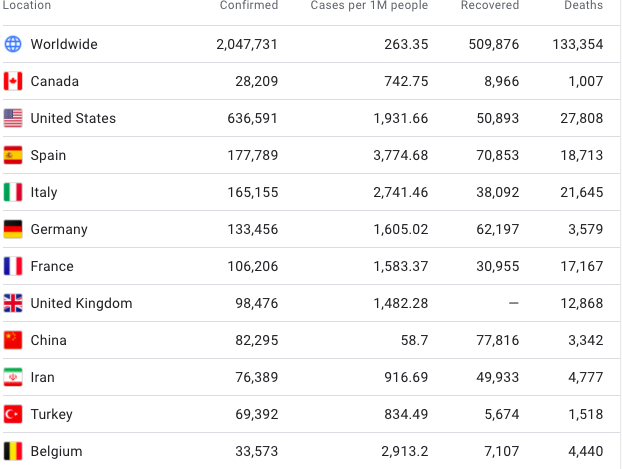 Location Confirmed Cases per 1M people Recovered Deaths
Worldwide 2,047,731 263.35 509,876 133,354
Canada 28,209 742.75 8,966 1,007
United States 636,591 1,931.66 50,893 27,808
Spain 177,789 3,774.68 70,853 18,713
Italy 165,155 2,741.46 38,092 21,645
Germany 133,456 1,605.02 62,197 3,579
France 106,206 1,583.37 30,955 17,167
United Kingdom 98,476 1,482.28 — 12,868
China 82,295 58.7 77,816 3,342
Iran 76,389 916.69 49,933 4,777
Turkey 69,392 834.49 5,674 1,518
Belgium 33,573 2,913.2 7,107 4,440